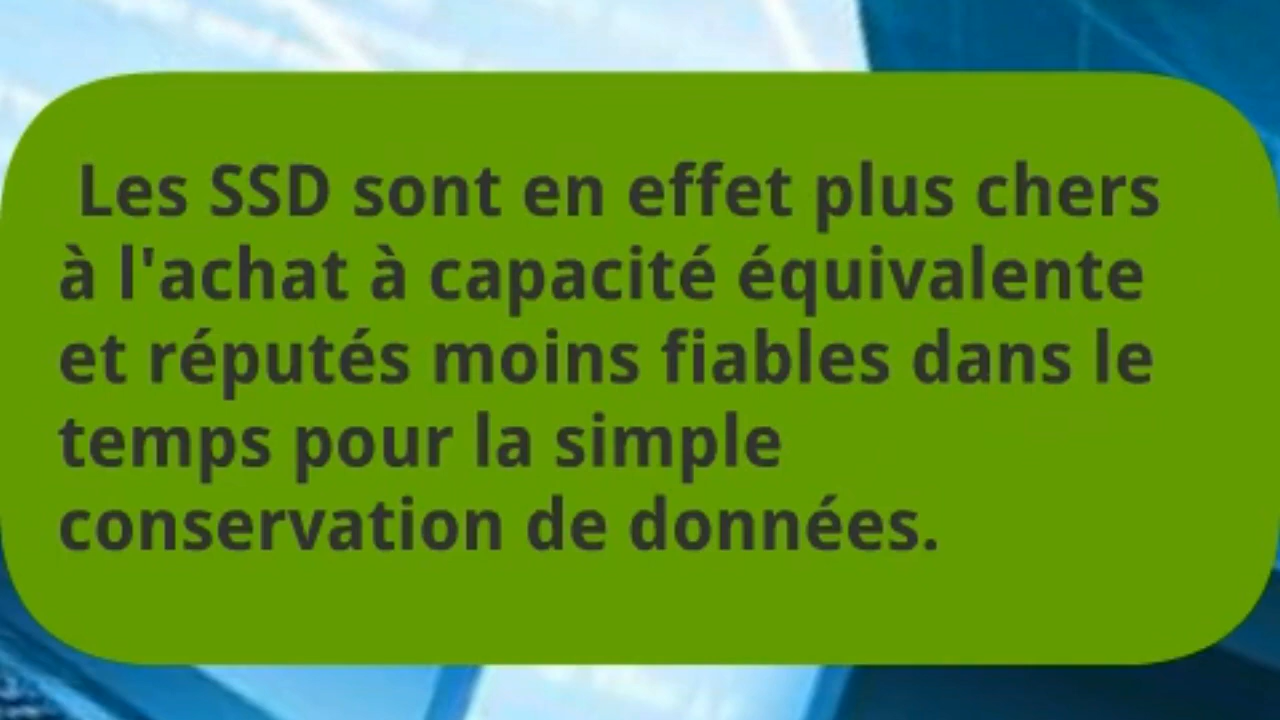 Les SSD sont en effet plus chers
à l'achat à capacité équivalente
et réputés moins fiables dans le
temps pour la simple
conservation de données.